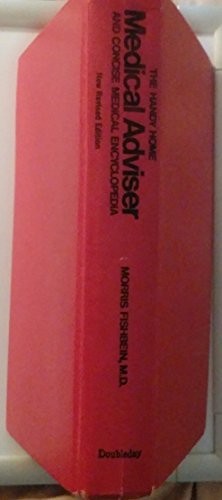 THE HANDY HOME
Medical Adviser
AND CONCISE MEDICAL ENCYCLOPEDIA
New Revised Edition
MORRIS FISHBEIN, M.D.
Doubleday